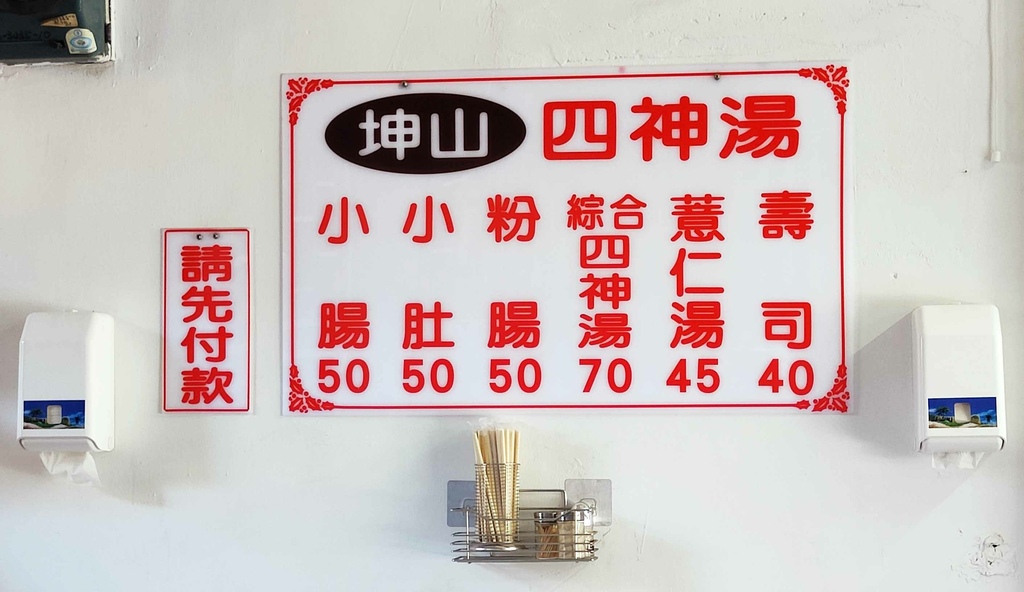 坤山 四神湯
小腸 50
小肚 50
粉腸 50
綜合四神湯 70
薏仁湯 45
壽司 40
請先付款